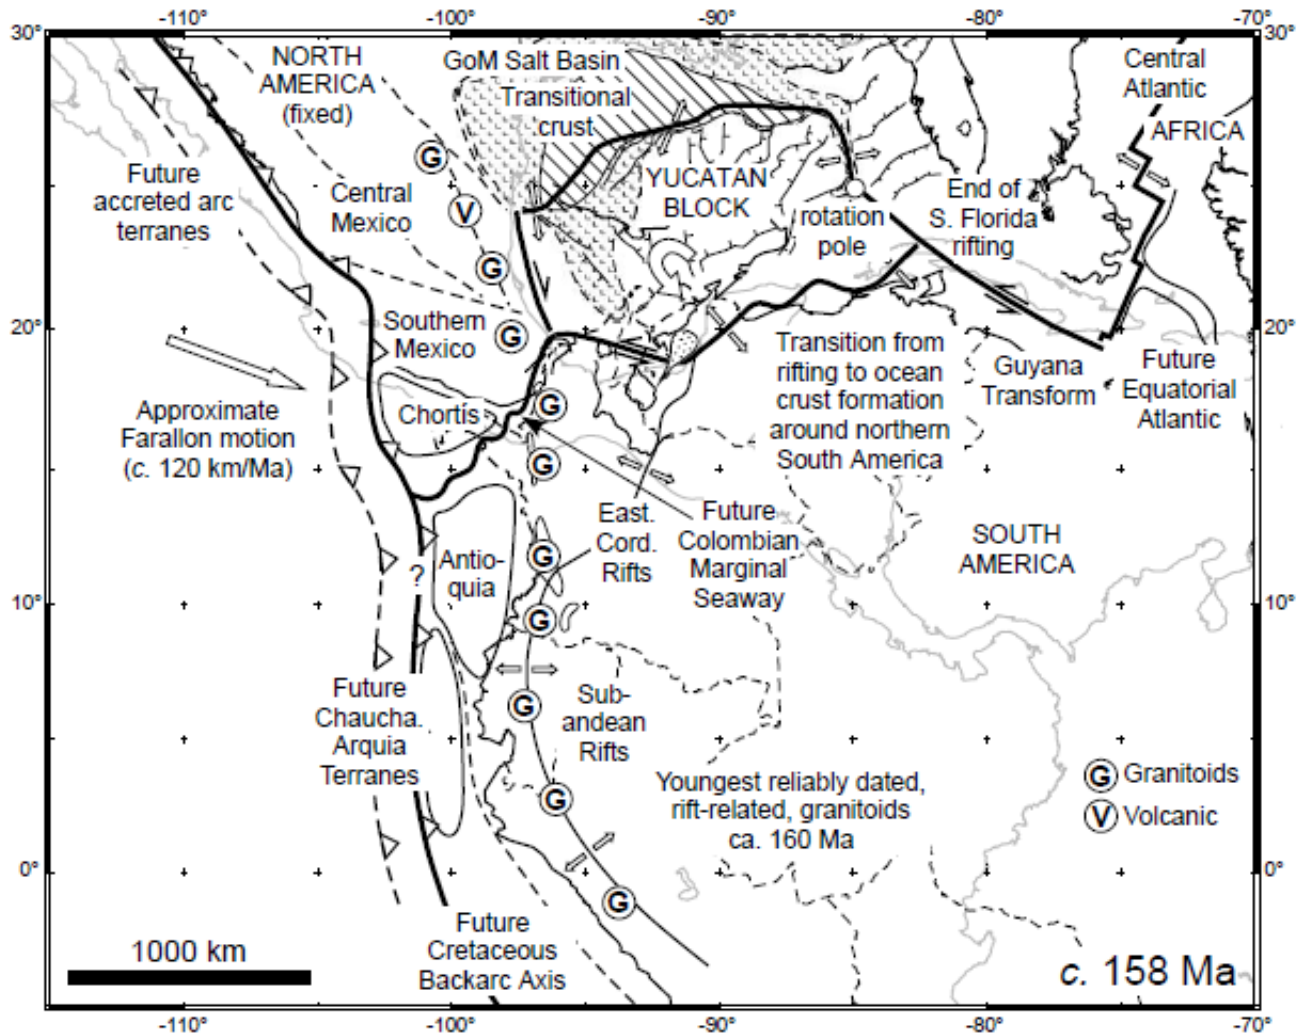 -110°
-100°
-90°
-80°
-70°
30°
30°
NORTH
AMERICA
(fixed)
GoM Salt Basin
Transitional
crust
Central
Atlantic
AFRICA
Future
accreted arc
terranes
Central
Mexico
YUCATAN
BLOCK
rotation
pole
End of
S. Florida
rifting
G
V
G
G
20°
20°
Southern
Mexico
Chortís
Approximate
Farallon motion
(c. 120 km/Ma)
Transition from
rifting to ocean
crust formation
around northern
South America
Guyana
Transform
Future
Equatorial
Atlantic
G
G
East.
Cord.
Rifts
Future
Colombian
Marginal
Seaway
SOUTH
AMERICA
?
Antio-
quia
G
G
10°
10°
Future
Chaucha.
Arquia
Terranes
Sub-
andean
Rifts
G
G
G
Youngest reliably dated,
rift-related, granitoids
ca. 160 Ma
G Granitoids
V Volcanic
0°
0°
Future
Cretaceous
Backarc Axis
1000 km
c. 158 Ma
-110°
-100°
-90°
-80°
-70°